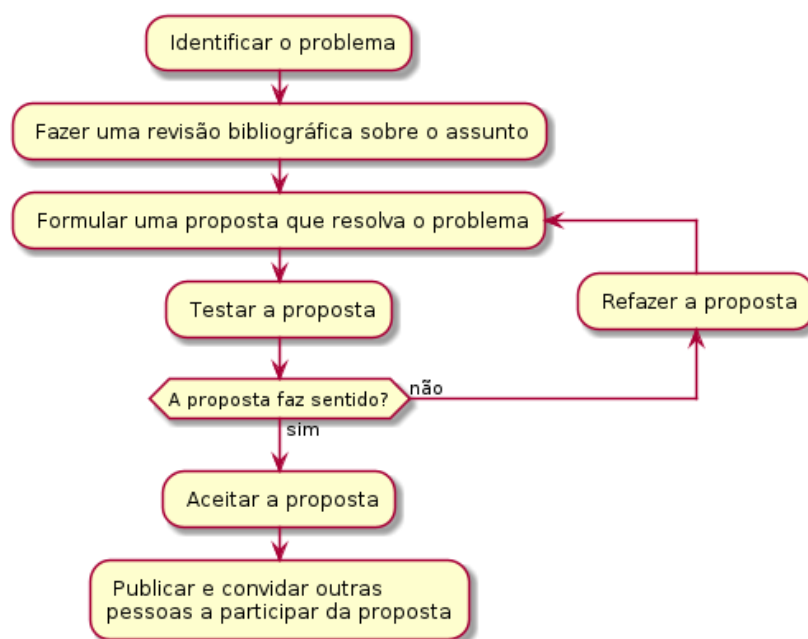 Identificar o problema
Fazer uma revisão bibliográfica sobre o assunto
Formular uma proposta que resolva o problema
Testar a proposta
Refazer a proposta
A proposta faz sentido?
não
sim
Aceitar a proposta
Publicar e convidar outras
pessoas a participar da proposta